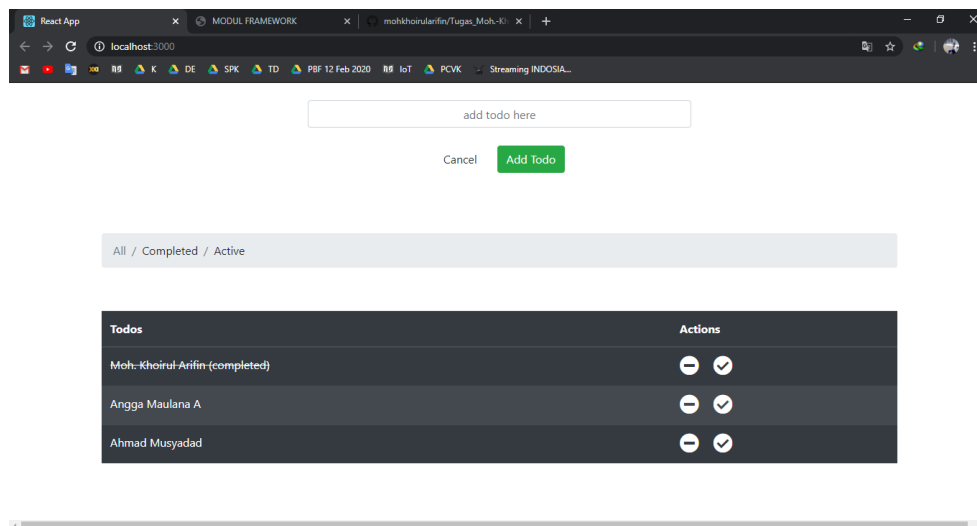 React App
MODUL FRAMEWORK
mohkhoirularifin/Tugas_Moh.-Kh
localhost:3000
K DE SPK TD PBF 12 Feb 2020 IoT PCVK Streaming INDOSIA...
add todo here
Cancel Add Todo
All / Completed / Active
Todos Actions
Moh. Khoirul Arifin (completed)
Angga Maulana A
Ahmad Musyadad